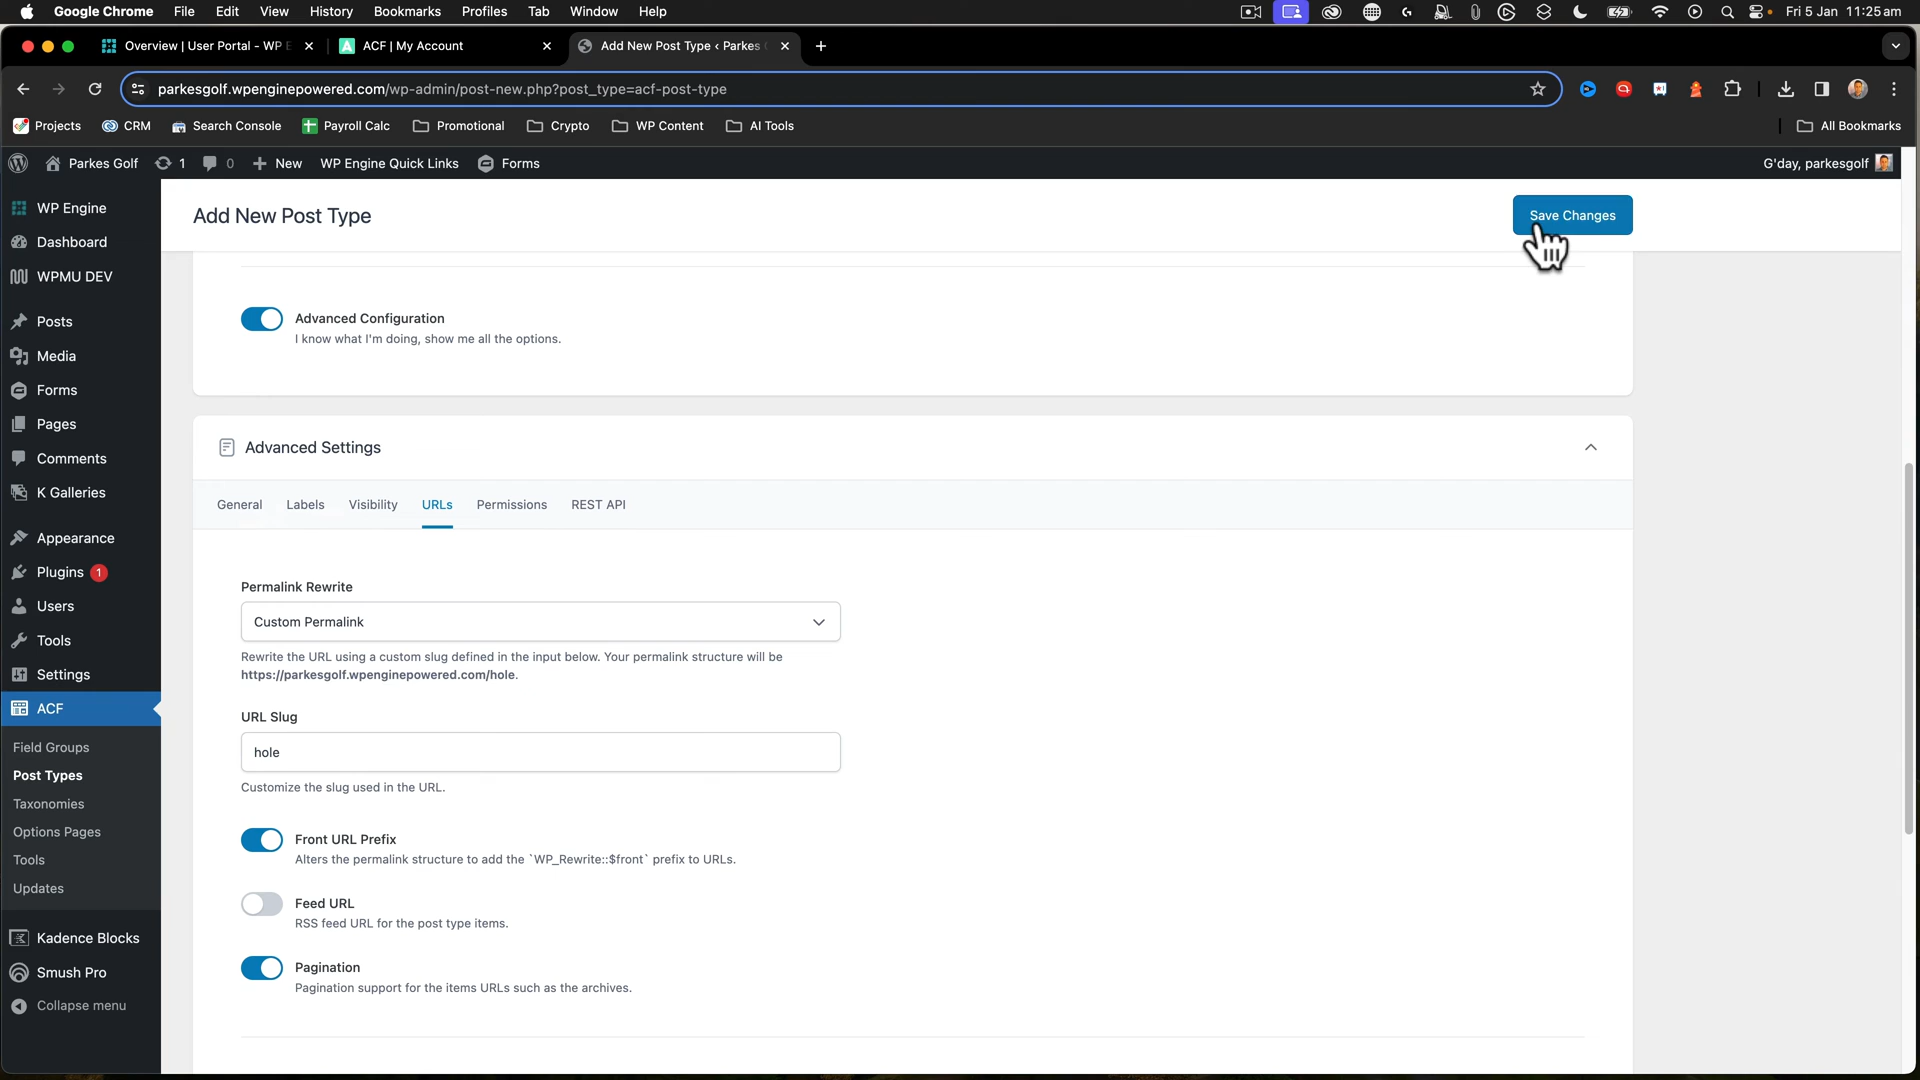 Google Chrome File Edit View History Bookmarks Profiles Tab Window Help Fri 5 Jan 11:25 am
Overview | User Portal - WP E ACF | My Account Add New Post Type ‹ Parkes
parkesgolf.wpenginepowered.com/wp-admin/post-new.php?post_type=acf-post-type
Projects CRM Search Console Payroll Calc Promotional Crypto WP Content AI Tools All Bookmarks
Parkes Golf 1 0 New WP Engine Quick Links Forms G'day, parkesgolf
WP Engine
Dashboard
WPMU DEV
Posts
Media
Forms
Pages
Comments
K Galleries
Appearance
Plugins 1
Users
Tools
Settings
ACF
Field Groups
Post Types
Taxonomies
Options Pages
Tools
Updates
Kadence Blocks
Smush Pro
Collapse menu
Add New Post Type
Save Changes
Advanced Configuration
I know what I'm doing, show me all the options.
Advanced Settings
General Labels Visibility URLs Permissions REST API
Permalink Rewrite
Custom Permalink
Rewrite the URL using a custom slug defined in the input below. Your permalink structure will be
https://parkesgolf.wpenginepowered.com/hole.
URL Slug
hole
Customize the slug used in the URL.
Front URL Prefix
Alters the permalink structure to add the `WP_Rewrite::$front` prefix to URLs.
Feed URL
RSS feed URL for the post type items.
Pagination
Pagination support for the items URLs such as the archives.